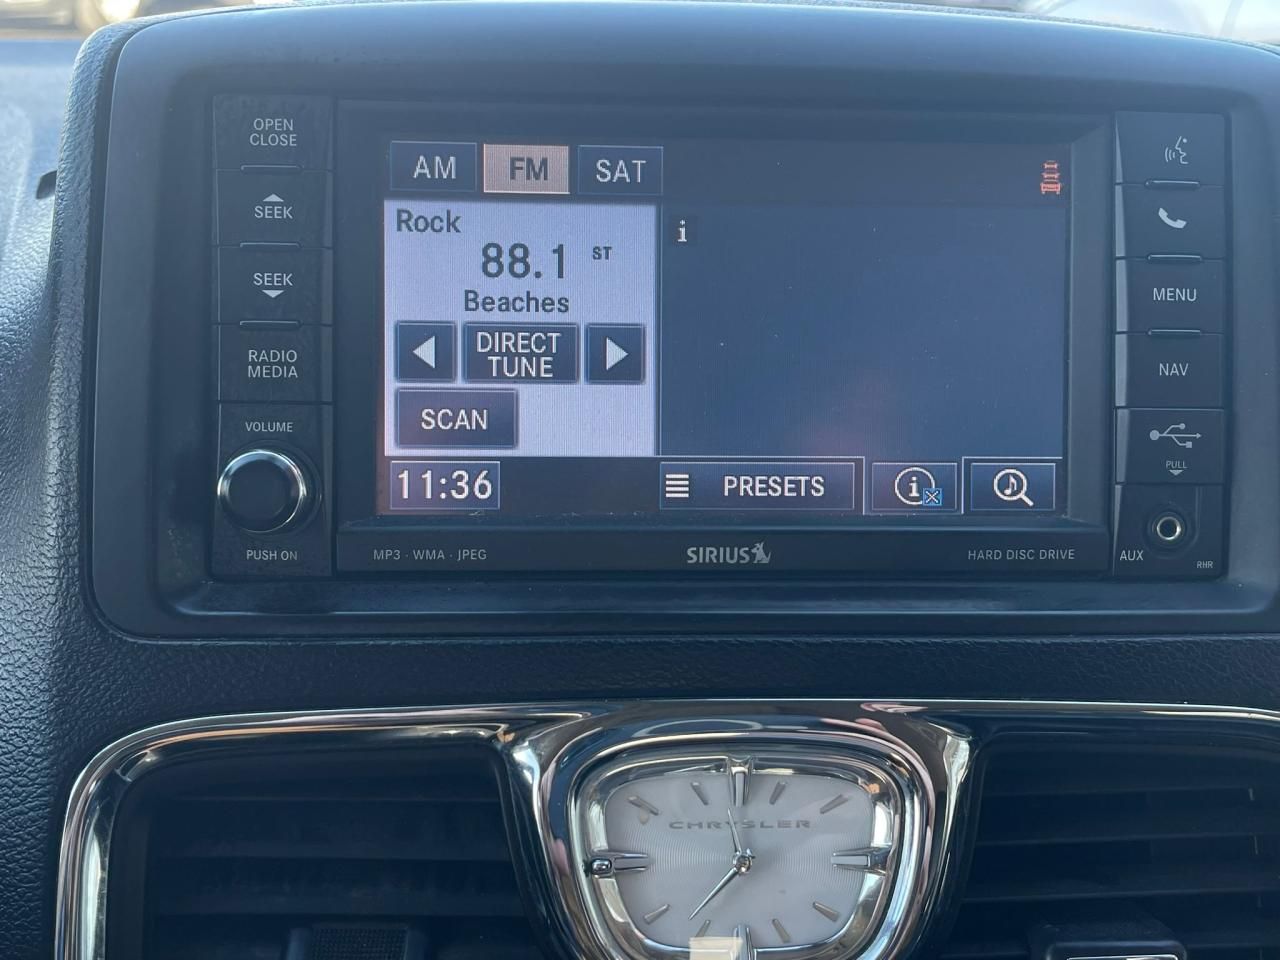 OPEN
CLOSE
SEEK
SEEK
RADIO
MEDIA
VOLUME
PUSH ON
AM FM SAT
Rock
88.1 ST
Beaches
DIRECT
TUNE
SCAN
i
11:36
PRESETS
i
MP3 · WMA · JPEG
SIRIUS
HARD DISC DRIVE
MENU
NAV
PULL
AUX
RHR
CHRYSLER